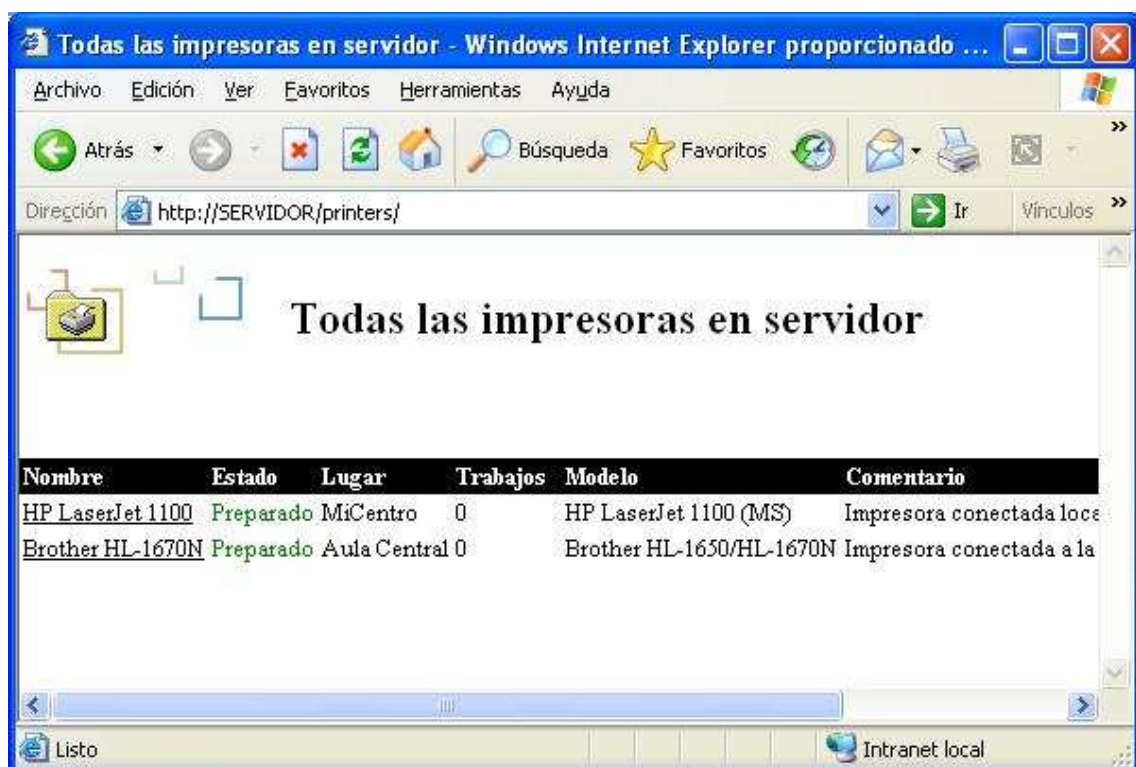 Todas las impresoras en servidor - Windows Internet Explorer proporcionado ...
Archivo Edición Ver Favoritos Herramientas Ayuda
Atrás Búsqueda Favoritos »
Dirección http://SERVIDOR/printers/ Ir Vínculos »
Todas las impresoras en servidor
Nombre Estado Lugar Trabajos Modelo Comentario
HP LaserJet 1100 Preparado MiCentro 0 HP LaserJet 1100 (MS) Impresora conectada loca
Brother HL-1670N Preparado Aula Central 0 Brother HL-1650/HL-1670N Impresora conectada a la
Listo Intranet local